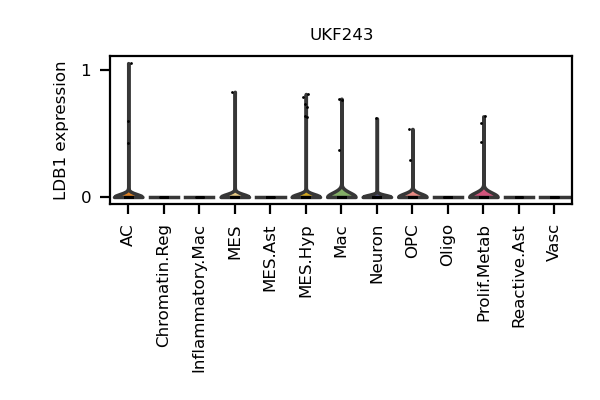 UKF243
LDB1 expression
1
0
AC
Chromatin.Reg
Inflammatory.Mac
MES
MES.Ast
MES.Hyp
Mac
Neuron
OPC
Oligo
Prolif.Metab
Reactive.Ast
Vasc